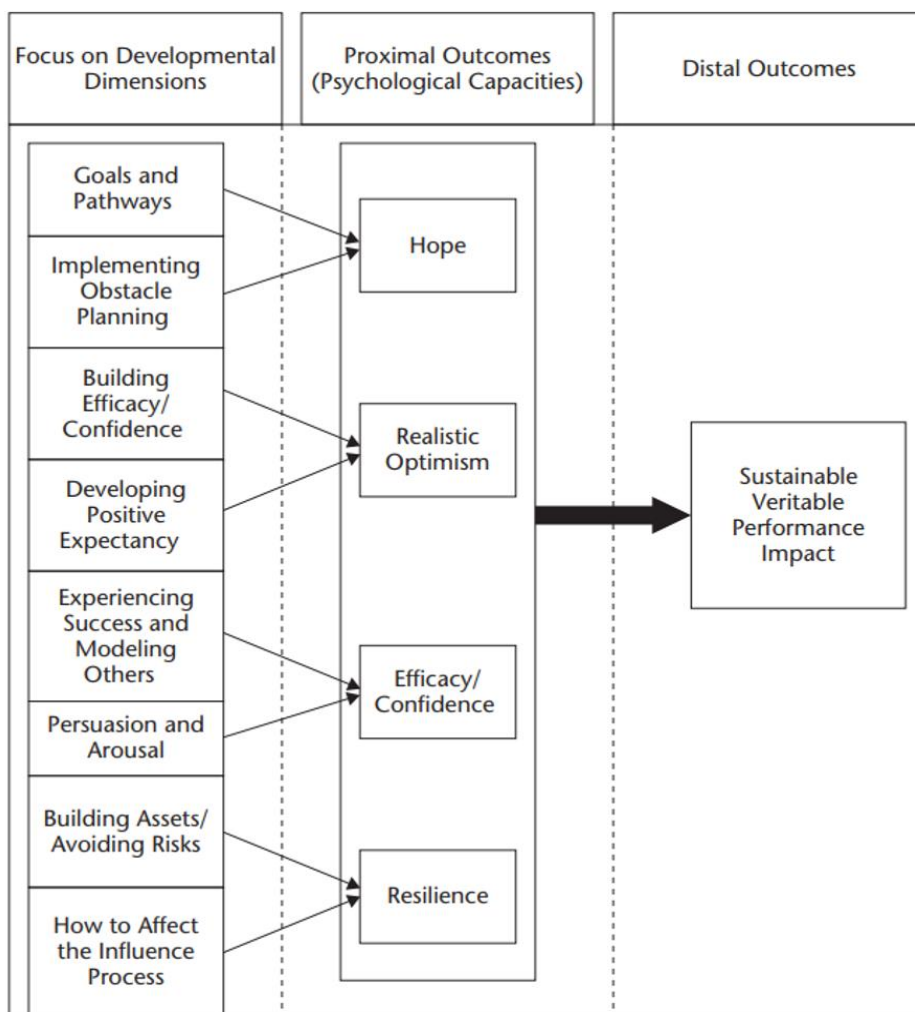 Focus on Developmental
Dimensions
Proximal Outcomes
(Psychological Capacities)
Distal Outcomes
Goals and
Pathways
Implementing
Obstacle
Planning
Building
Efficacy/
Confidence
Developing
Positive
Expectancy
Experiencing
Success and
Modeling
Others
Persuasion and
Arousal
Building Assets/
Avoiding Risks
How to Affect
the Influence
Process
Hope
Realistic
Optimism
Efficacy/
Confidence
Resilience
Sustainable
Veritable
Performance
Impact